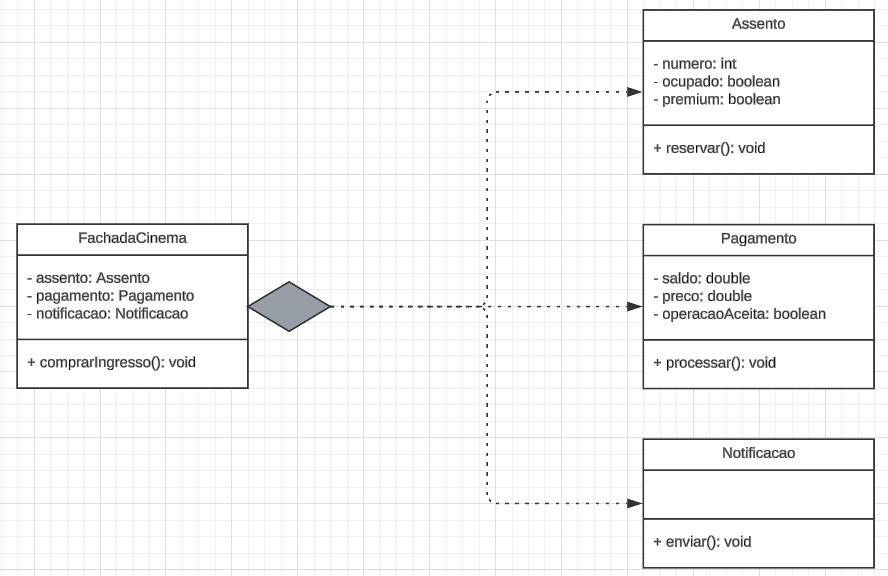 Assento
- numero: int
- ocupado: boolean
- premium: boolean
+ reservar(): void
FachadaCinema
- assento: Assento
- pagamento: Pagamento
- notificacao: Notificacao
+ comprarIngresso(): void
Pagamento
- saldo: double
- preco: double
- operacaoAceita: boolean
+ processar(): void
Notificacao
+ enviar(): void